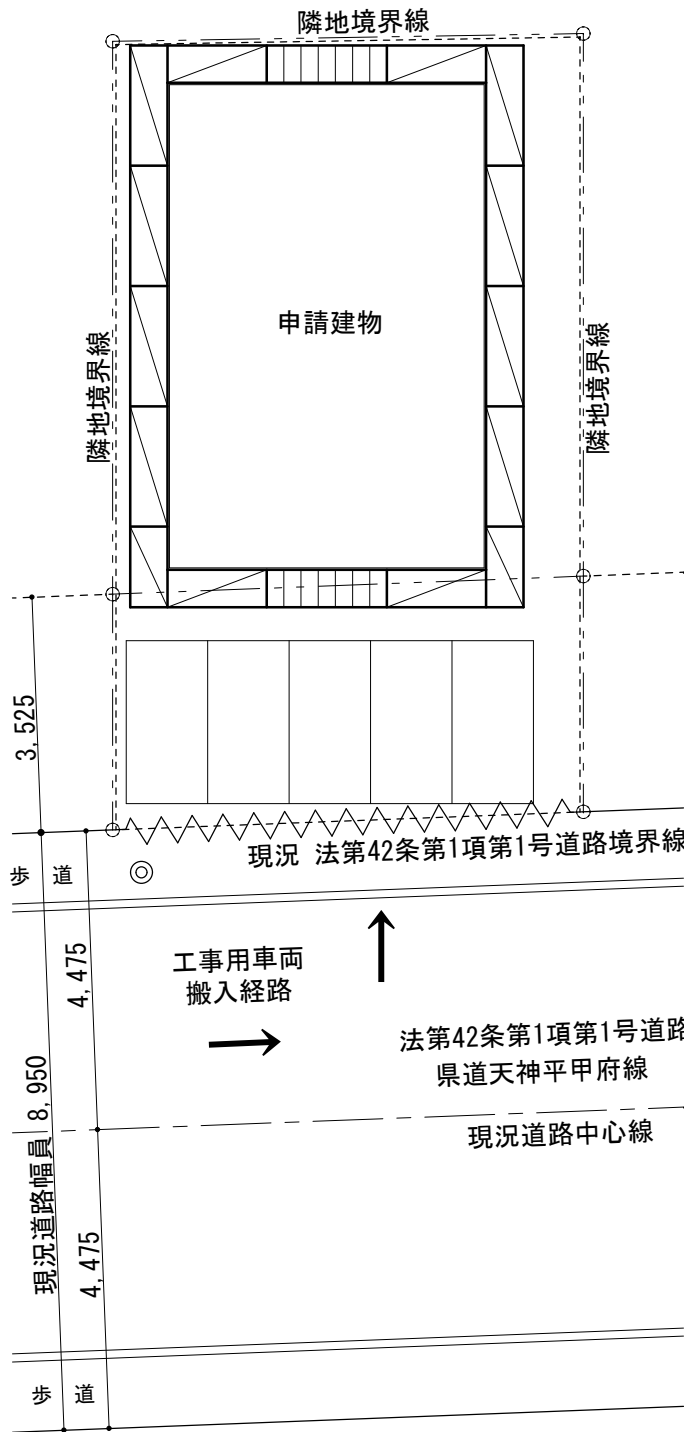 隣地境界線
申請建物
隣地境界線
隣地境界線
3,525
現況 法第42条第1項第1号道路境界線
歩 道
4,475
工事用車両
搬入経路
法第42条第1項第1号道路
県道天神平甲府線
現況道路幅員 8,950
現況道路中心線
4,475
歩 道